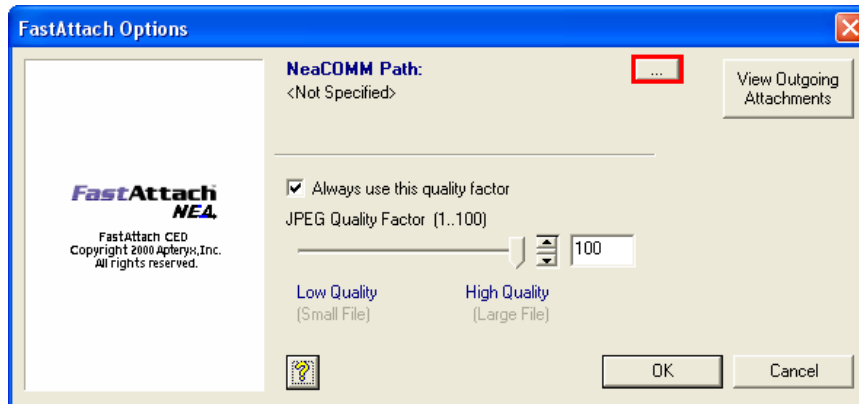 FastAttach Options
NeaCOMM Path:
...
<Not Specified>
View Outgoing
Attachments
FastAttach
NEA
FastAttach CED
Copyright 2000 Apteryx,Inc.
All rights reserved.
Always use this quality factor
JPEG Quality Factor (1..100)
100
Low Quality
(Small File)
High Quality
(Large File)
?
OK
Cancel